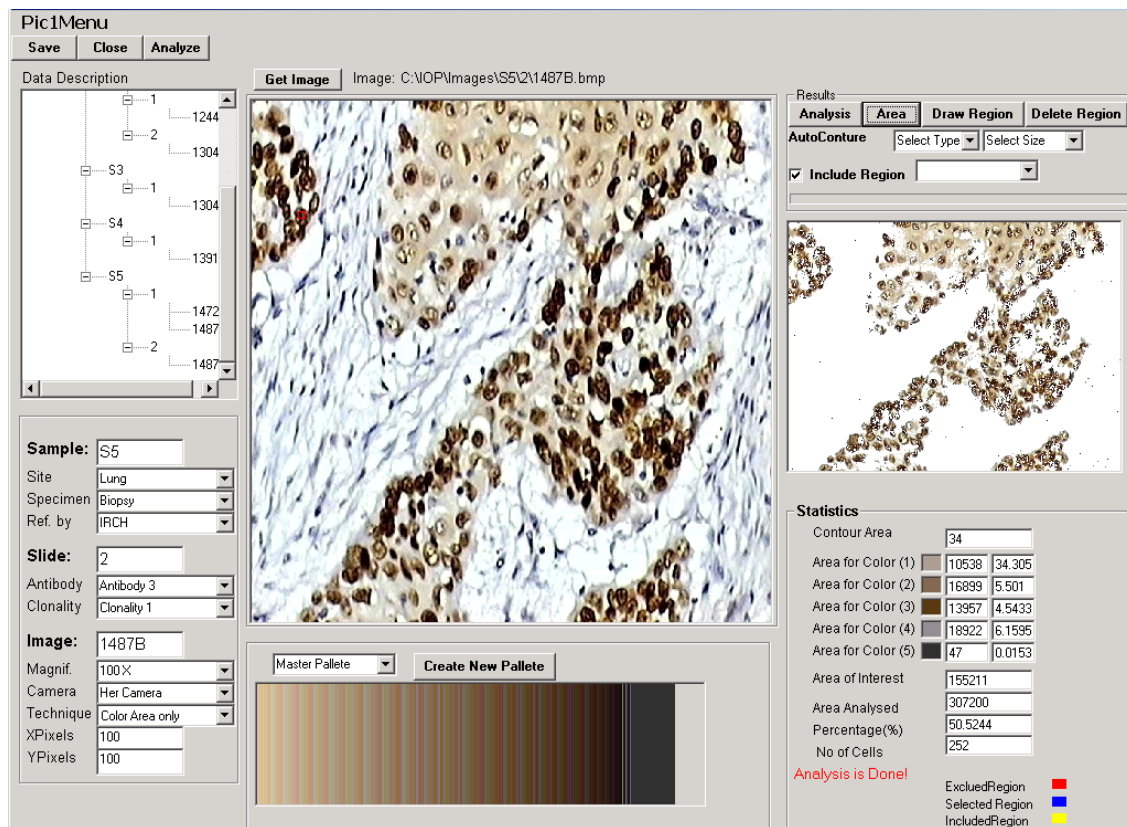 Pic1Menu
Save Close Analyze
Data Description
1
1244
2
1304
S3
1
1304
S4
1
1391
S5
1
1472
1487
2
1487
Sample: S5
Site Lung
Specimen Biopsy
Ref. by IRCH
Slide: 2
Antibody Antibody 3
Clonality Clonality 1
Image: 1487B
Magnif. 100X
Camera Her Camera
Technique Color Area only
XPixels 100
YPixels 100
Get Image Image: C:\IOP\Images\S5\2\1487B.bmp
Master Pallete Create New Pallete
Results
Analysis Area Draw Region Delete Region
AutoConture Select Type Select Size
Include Region
Statistics
Contour Area 34
Area for Color (1) 10538 34.305
Area for Color (2) 16899 5.501
Area for Color (3) 13957 4.5433
Area for Color (4) 18922 6.1595
Area for Color (5) 47 0.0153
Area of Interest 155211
Area Analysed 307200
Percentage(%) 50.5244
No of Cells 252
Analysis is Done!
ExcluedRegion
Selected Region
IncludedRegion